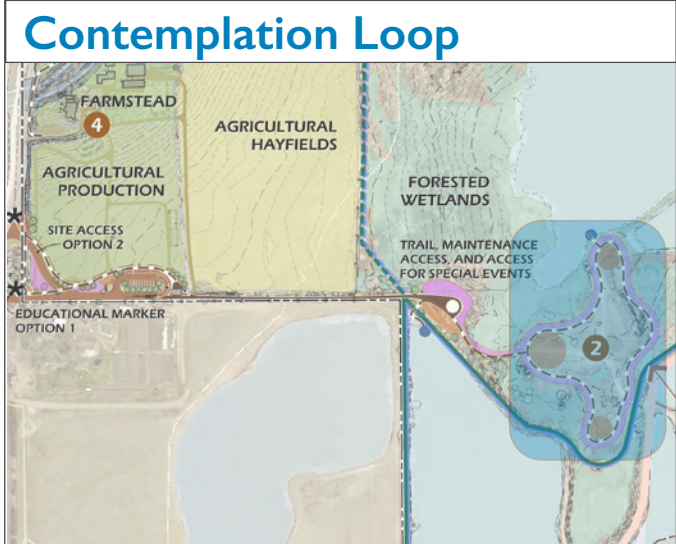 Contemplation Loop
FARMSTEAD
4
AGRICULTURAL
HAYFIELDS
AGRICULTURAL
PRODUCTION
FORESTED
WETLANDS
SITE ACCESS
OPTION 2
TRAIL, MAINTENANCE
ACCESS, AND ACCESS
FOR SPECIAL EVENTS
EDUCATIONAL MARKER
OPTION 1
2